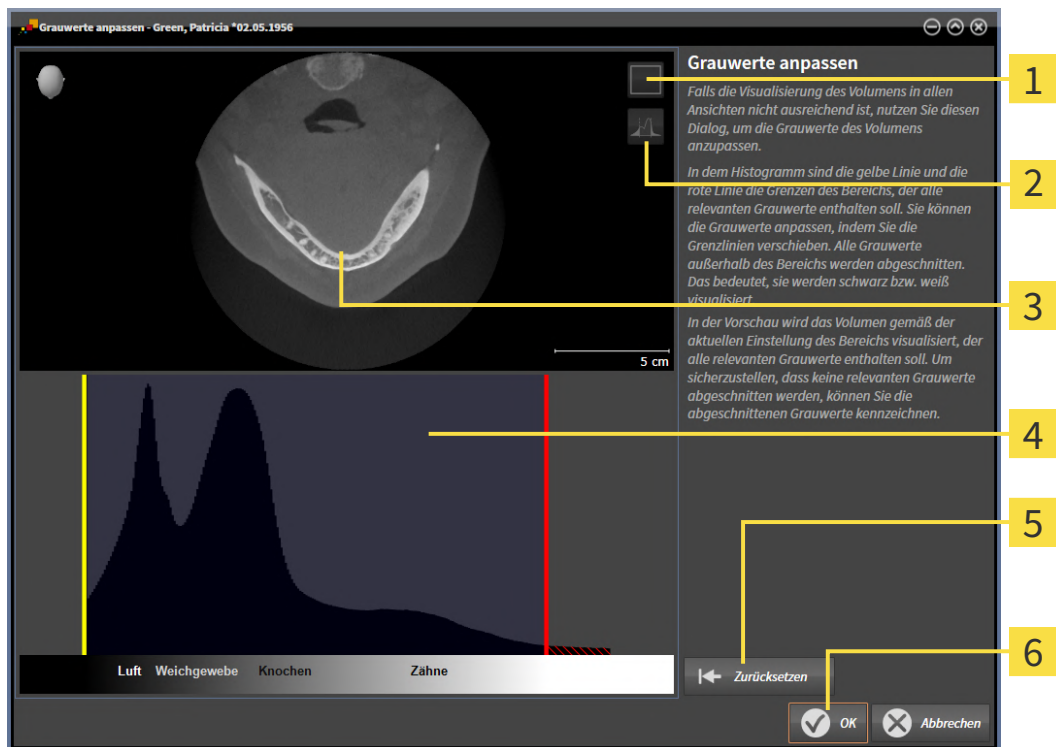 Grauwerte anpassen - Green, Patricia *02.05.1956
Grauwerte anpassen
Falls die Visualisierung des Volumens in allen
Ansichten nicht ausreichend ist, nutzen Sie diesen
Dialog, um die Grauwerte des Volumens
anzupassen.
In dem Histogramm sind die gelbe Linie und die
rote Linie die Grenzen des Bereichs, der alle
relevanten Grauwerte enthalten soll. Sie können
die Grauwerte anpassen, indem Sie die
Grenzlinien verschieben. Alle Grauwerte
außerhalb des Bereichs werden abgeschnitten.
Das bedeutet, sie werden schwarz bzw. weiß
visualisiert.
In der Vorschau wird das Volumen gemäß der
aktuellen Einstellung des Bereichs visualisiert, der
alle relevanten Grauwerte enthalten soll. Um
sicherzustellen, dass keine relevanten Grauwerte
abgeschnitten werden, können Sie die
abgeschnittenen Grauwerte kennzeichnen.
5 cm
Luft Weichgewebe Knochen Zähne
Zurücksetzen
OK Abbrechen
1
2
3
4
5
6